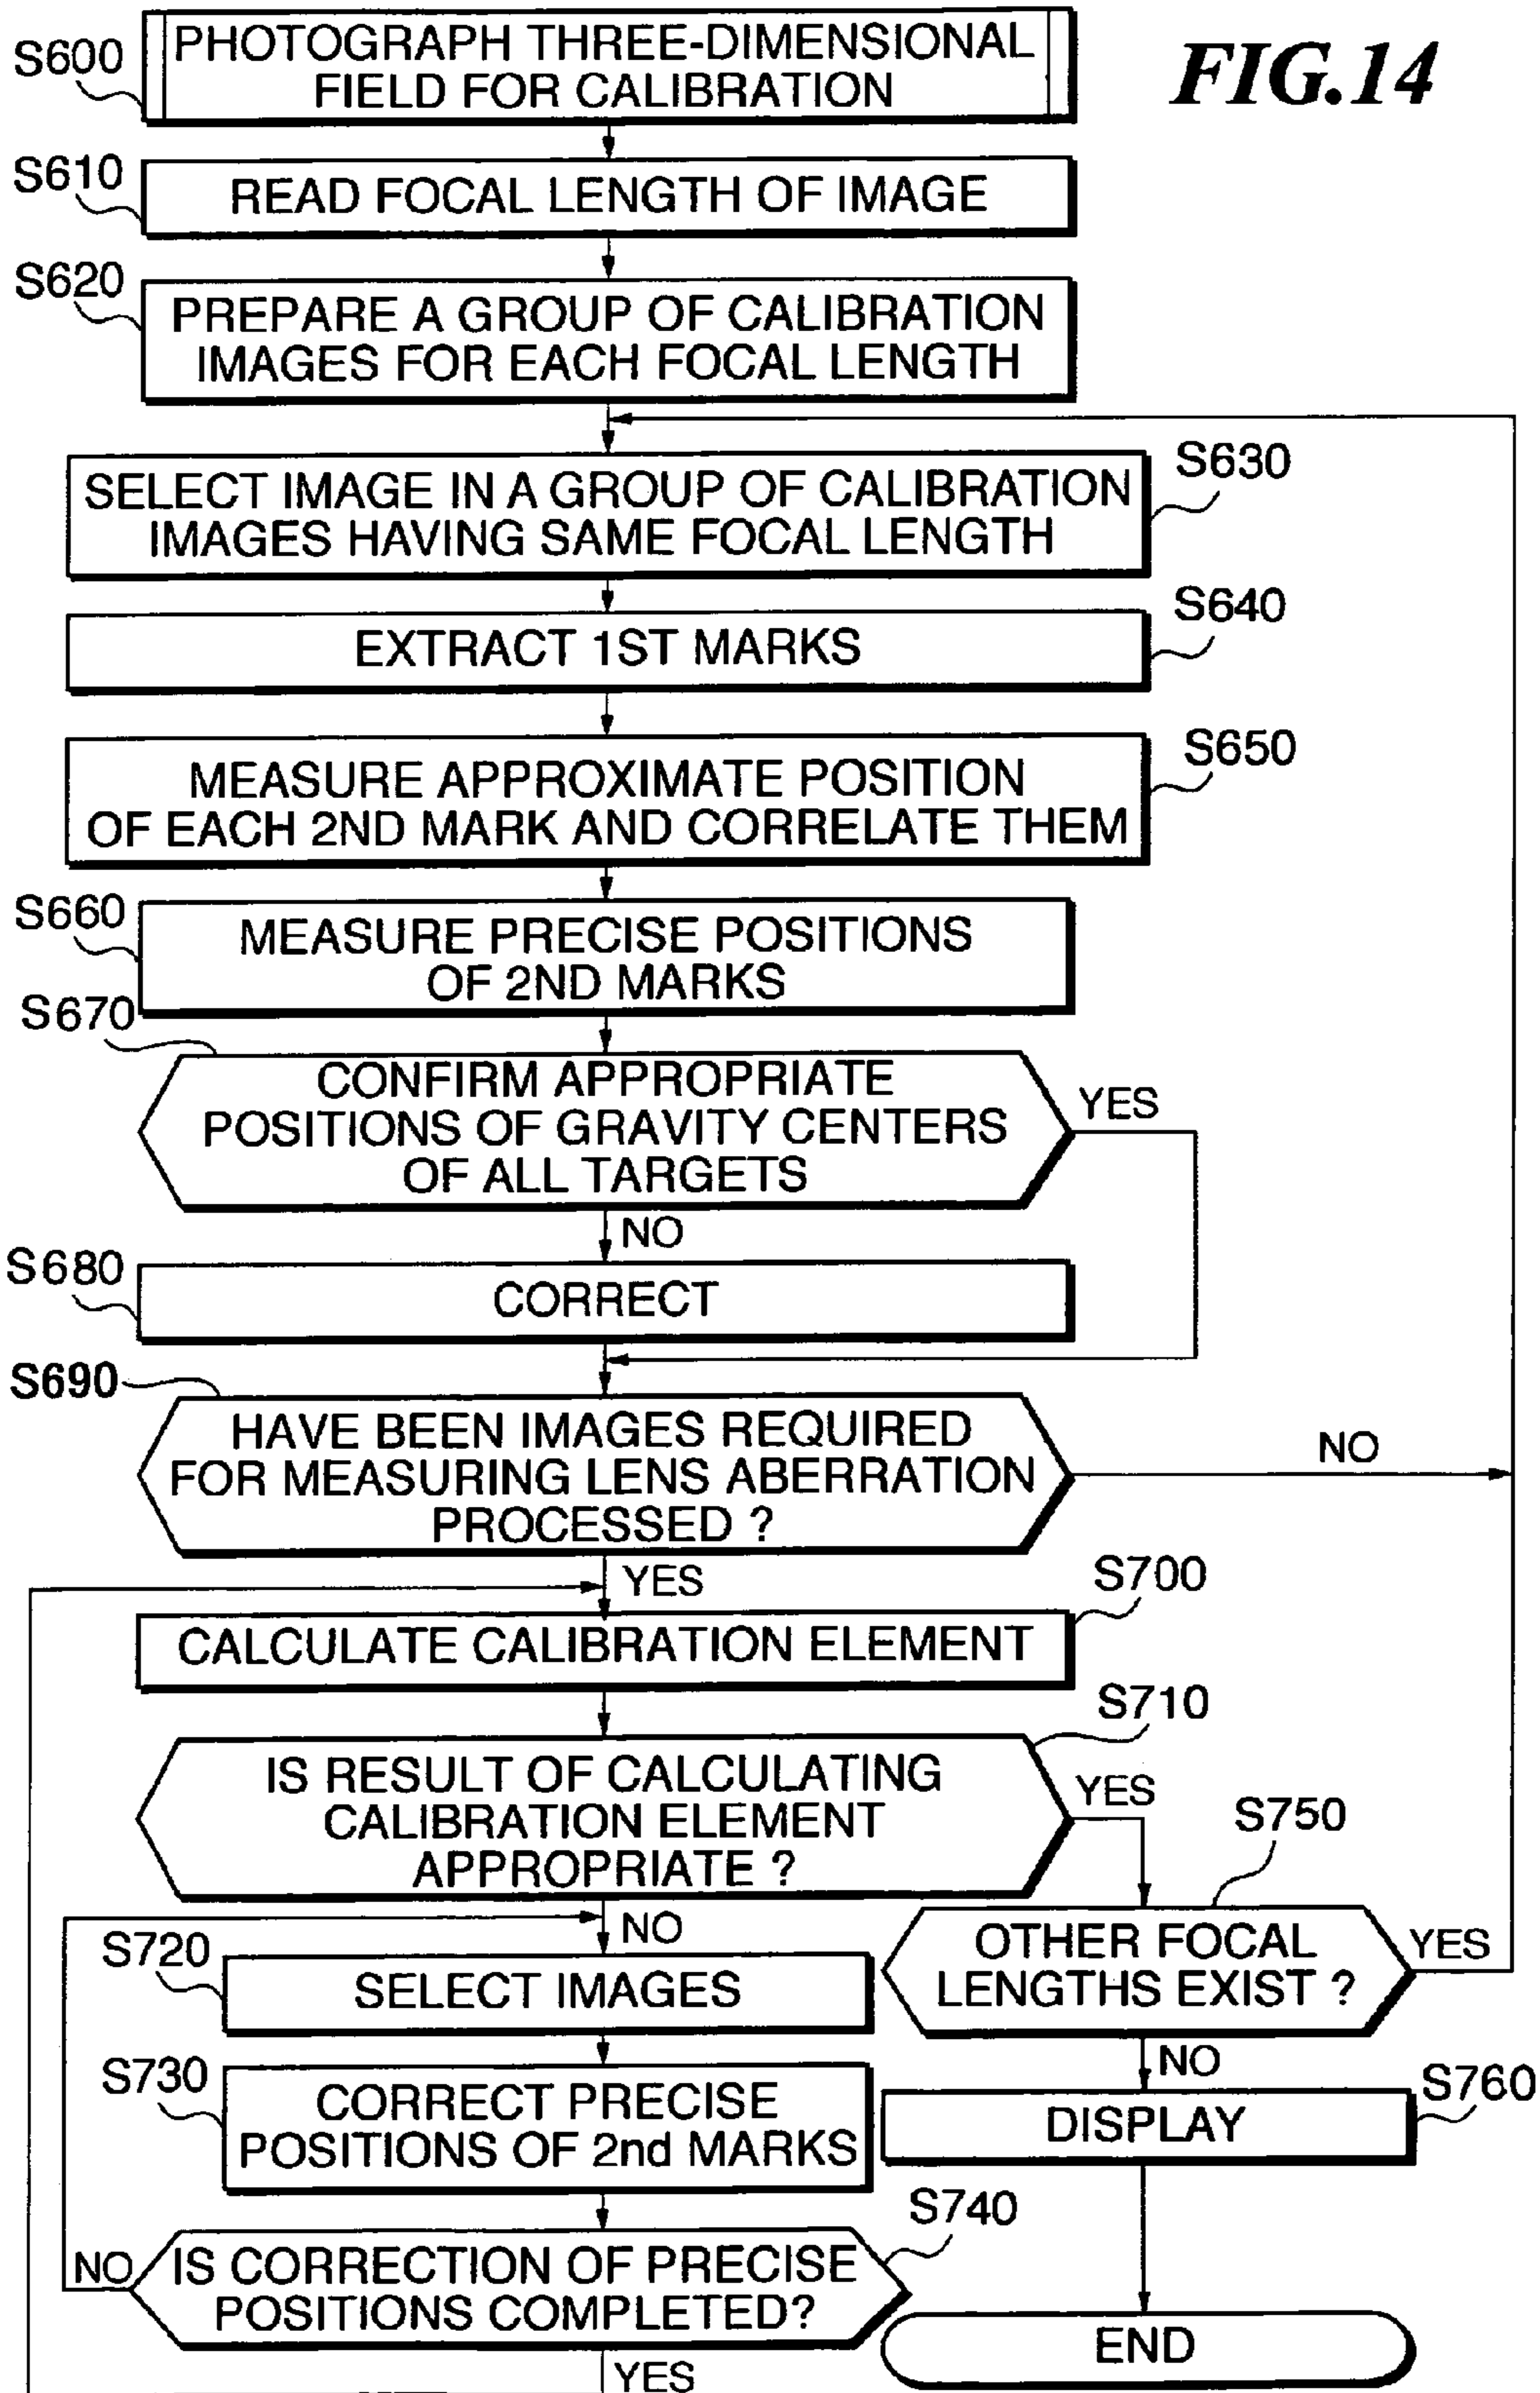 FIG.14
S600
PHOTOGRAPH THREE-DIMENSIONAL
FIELD FOR CALIBRATION
S610
READ FOCAL LENGTH OF IMAGE
S620
PREPARE A GROUP OF CALIBRATION
IMAGES FOR EACH FOCAL LENGTH
S630
SELECT IMAGE IN A GROUP OF CALIBRATION
IMAGES HAVING SAME FOCAL LENGTH
S640
EXTRACT 1ST MARKS
S650
MEASURE APPROXIMATE POSITION
OF EACH 2ND MARK AND CORRELATE THEM
S660
MEASURE PRECISE POSITIONS
OF 2ND MARKS
S670
CONFIRM APPROPRIATE
POSITIONS OF GRAVITY CENTERS
OF ALL TARGETS
YES
NO
S680
CORRECT
S690
HAVE BEEN IMAGES REQUIRED
FOR MEASURING LENS ABERRATION
PROCESSED ?
NO
YES
S700
CALCULATE CALIBRATION ELEMENT
S710
IS RESULT OF CALCULATING
CALIBRATION ELEMENT
APPROPRIATE ?
YES
NO
S720
SELECT IMAGES
S730
CORRECT PRECISE
POSITIONS OF 2nd MARKS
S740
IS CORRECTION OF PRECISE
POSITIONS COMPLETED?
NO
YES
S750
OTHER FOCAL
LENGTHS EXIST ?
YES
NO
S760
DISPLAY
END